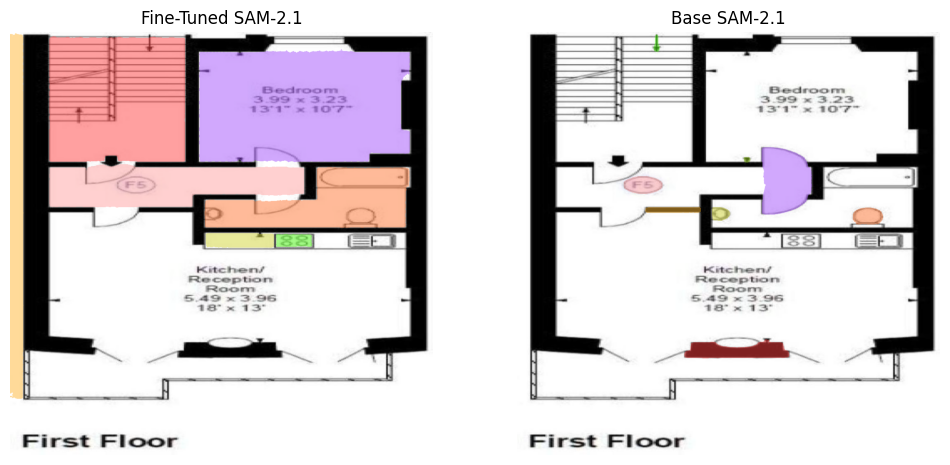 Fine-Tuned SAM-2.1
Bedroom
3.99 x 3.23
13'1" x 10'7"
F5
Kitchen/
Reception
Room
5.49 x 3.96
18' x 13'
First Floor
Base SAM-2.1
Bedroom
3.99 x 3.23
13'1" x 10'7"
F5
Kitchen/
Reception
Room
5.49 x 3.96
18' x 13'
First Floor